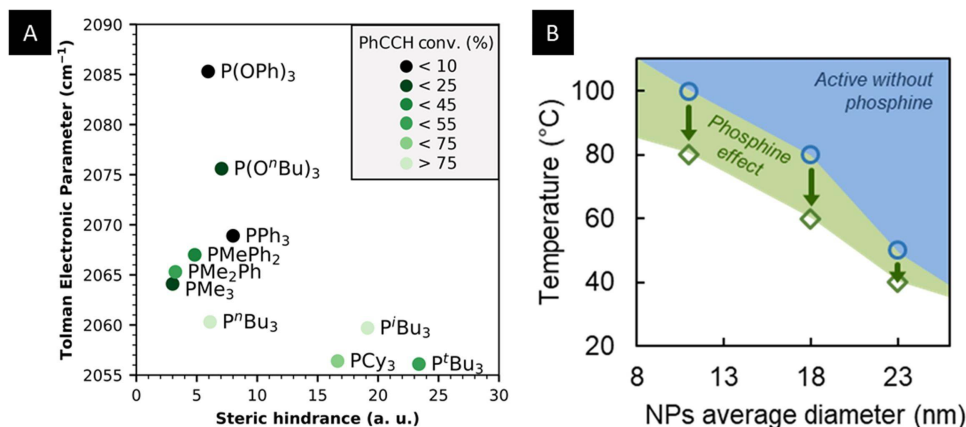 A
Tolman Electronic Parameter (cm⁻¹)
2090
2085
2080
2075
2070
2065
2060
2055
PhCCH conv. (%)
< 10
< 25
< 45
< 55
< 75
> 75
P(OPh)₃
P(OⁿBu)₃
PPh₃
PMePh₂
PMe₂Ph
PMe₃
PⁿBu₃
PⁱBu₃
PCy₃
PᵗBu₃
0 5 10 15 20 25 30
Steric hindrance (a. u.)
B
Temperature (°C)
100
80
60
40
20
Active without
phosphine
Phosphine
effect
8 13 18 23
NPs average diameter (nm)